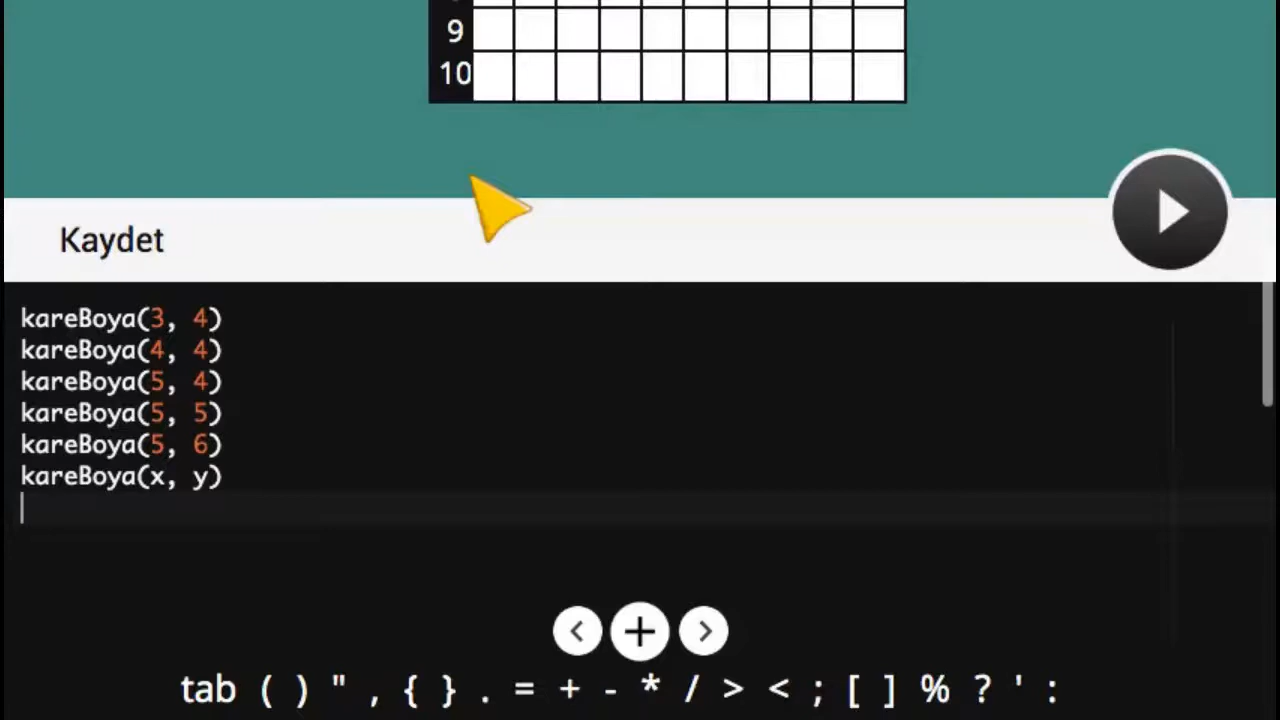 9
10
Kaydet
kareBoya(3, 4)
kareBoya(4, 4)
kareBoya(5, 4)
kareBoya(5, 5)
kareBoya(5, 6)
kareBoya(x, y)
tab ( ) " , { } . = + - * / > < ; [ ] % ? ' :